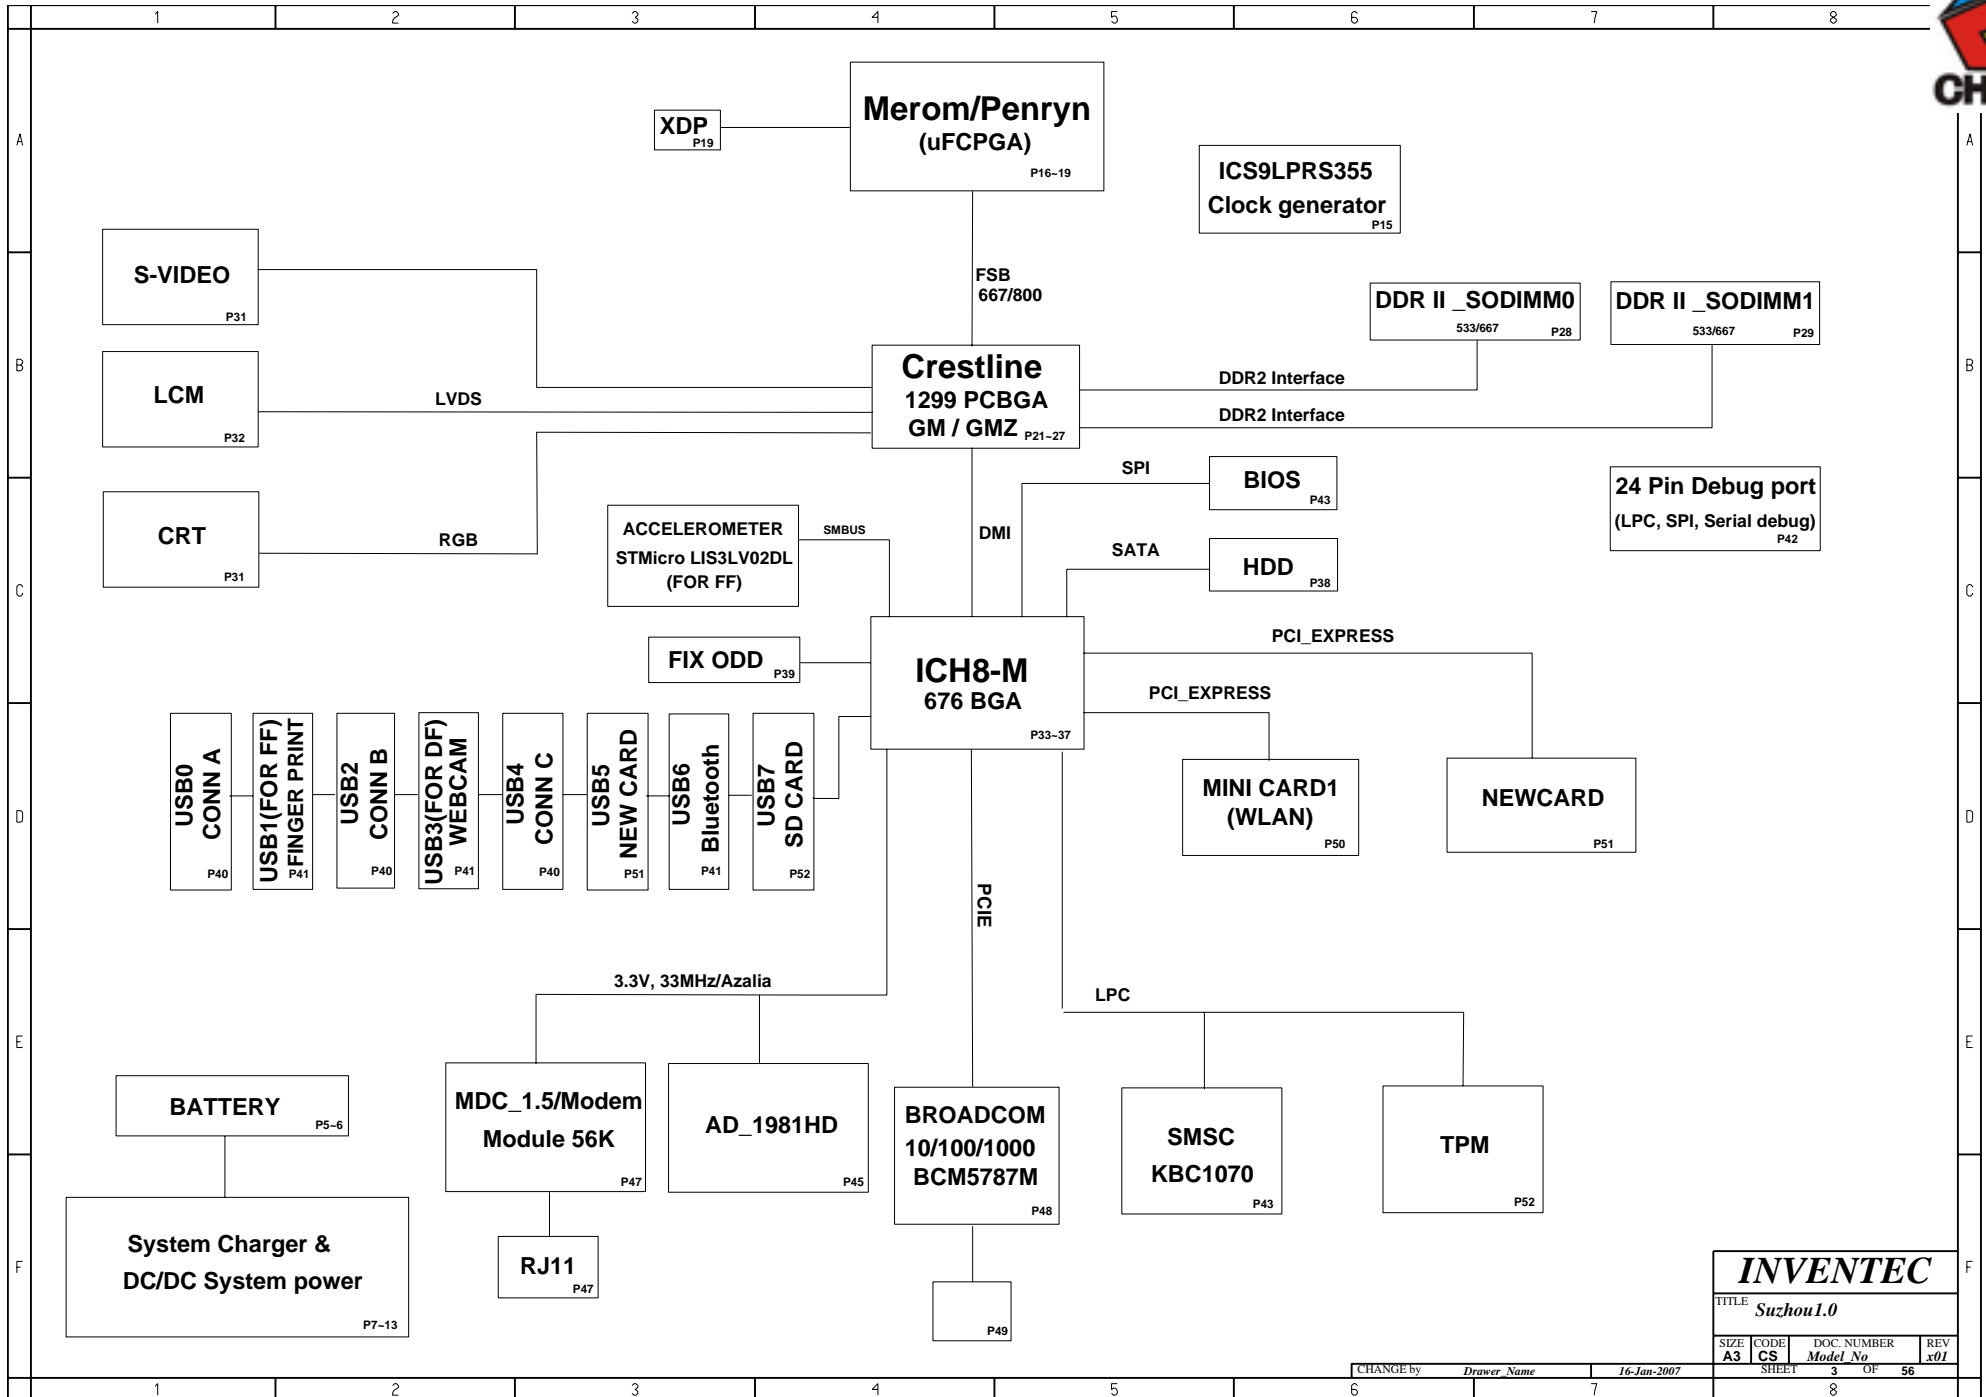 1 2 3 4 5 6 7 8
CH
A
B
C
D
E
F
A
B
C
D
E
F
XDP
P19
Merom/Penryn
(uFCPGA)
P16~19
ICS9LPRS355
Clock generator
P15
S-VIDEO
P31
FSB
667/800
DDR II _SODIMM0
533/667 P28
DDR II _SODIMM1
533/667 P29
LCM
P32
LVDS
Crestline
1299 PCBGA
GM / GMZ P21~27
DDR2 Interface
DDR2 Interface
CRT
P31
RGB
ACCELEROMETER
STMicro LIS3LV02DL
(FOR FF)
SMBUS
DMI
SPI
BIOS
P43
SATA
HDD
P38
24 Pin Debug port
(LPC, SPI, Serial debug)
P42
FIX ODD
P39
ICH8-M
676 BGA
P33~37
PCI_EXPRESS
PCI_EXPRESS
USB0
CONN A
P40
USB1(FOR FF)
FINGER PRINT
P41
USB2
CONN B
P40
USB3(FOR DF)
WEBCAM
P41
USB4
CONN C
P40
USB5
NEW CARD
P51
USB6
Bluetooth
P41
USB7
SD CARD
P52
MINI CARD1
(WLAN)
P50
NEWCARD
P51
PCIE
3.3V, 33MHz/Azalia
LPC
BATTERY
P5~6
System Charger &
DC/DC System power
P7~13
MDC_1.5/Modem
Module 56K
P47
RJ11
P47
AD_1981HD
P45
BROADCOM
10/100/1000
BCM5787M
P48
P49
SMSC
KBC1070
P43
TPM
P52
INVENTEC
TITLE
Suzhou1.0
SIZE CODE DOC. NUMBER REV
A3 CS Model_No x01
CHANGE by Drawer_Name 16-Jan-2007 SHEET 3 OF 56
1 2 3 4 5 6 7 8